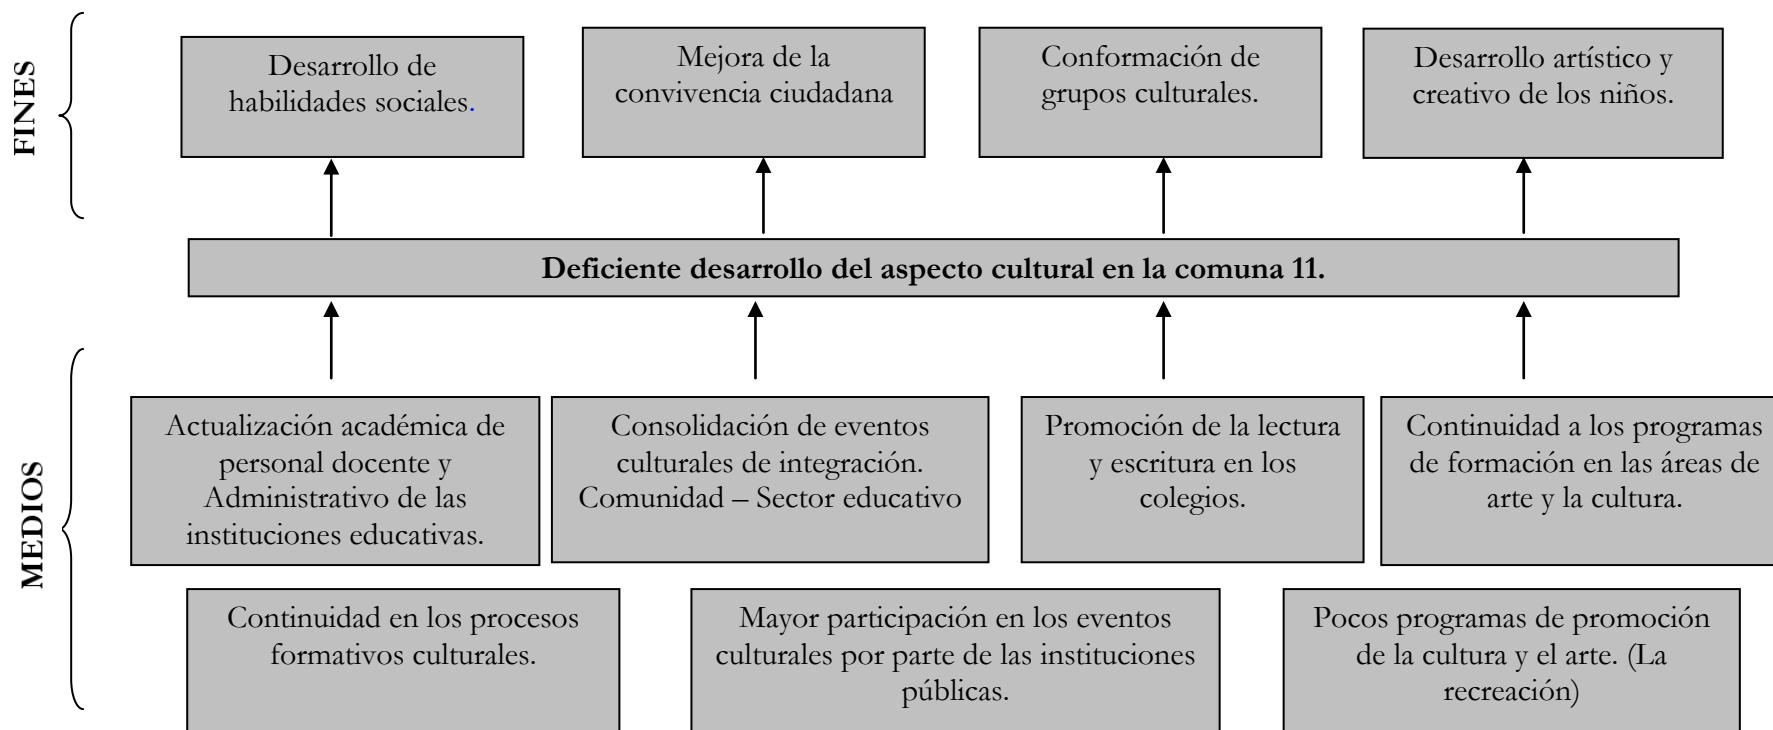 FINES
Desarrollo de
habilidades sociales.
Mejora de la
convivencia ciudadana
Conformación de
grupos culturales.
Desarrollo artístico y
creativo de los niños.
Deficiente desarrollo del aspecto cultural en la comuna 11.
MEDIOS
Actualización académica de
personal docente y
Administrativo de las
instituciones educativas.
Consolidación de eventos
culturales de integración.
Comunidad – Sector educativo
Promoción de la lectura
y escritura en los
colegios.
Continuidad a los programas
de formación en las áreas de
arte y la cultura.
Continuidad en los procesos
formativos culturales.
Mayor participación en los eventos
culturales por parte de las instituciones
públicas.
Pocos programas de promoción
de la cultura y el arte. (La
recreación)